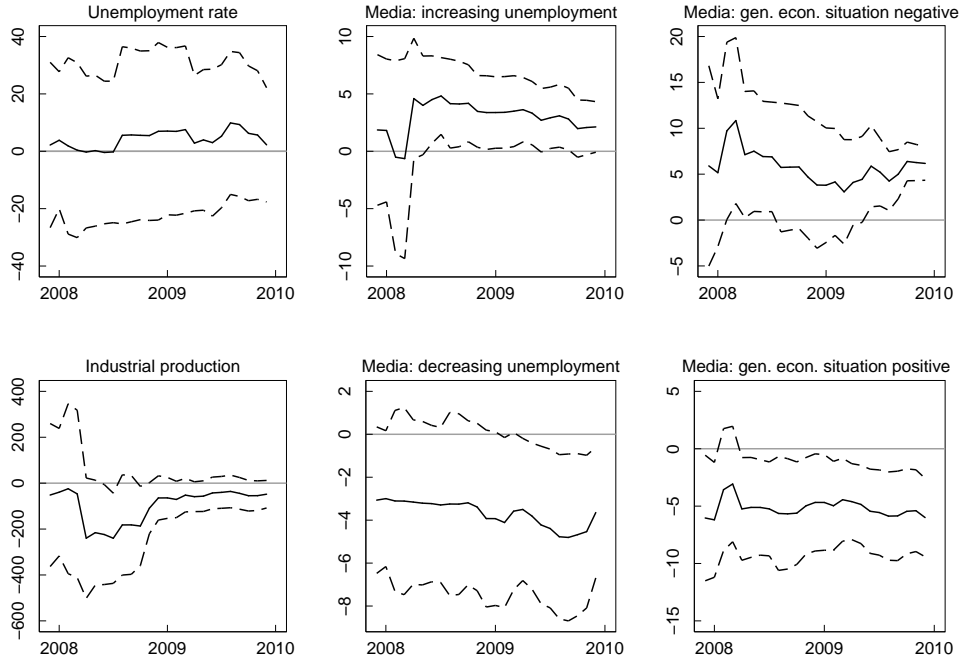 Unemployment rate
40
20
0
−20
−40
2008 2009 2010
Media: increasing unemployment
10
5
0
−5
−10
2008 2009 2010
Media: gen. econ. situation negative
20
15
10
5
0
−5
2008 2009 2010
Industrial production
400
200
0
−200
−400
−600
2008 2009 2010
Media: decreasing unemployment
2
0
−2
−4
−6
−8
2008 2009 2010
Media: gen. econ. situation positive
5
0
−5
−10
−15
2008 2009 2010